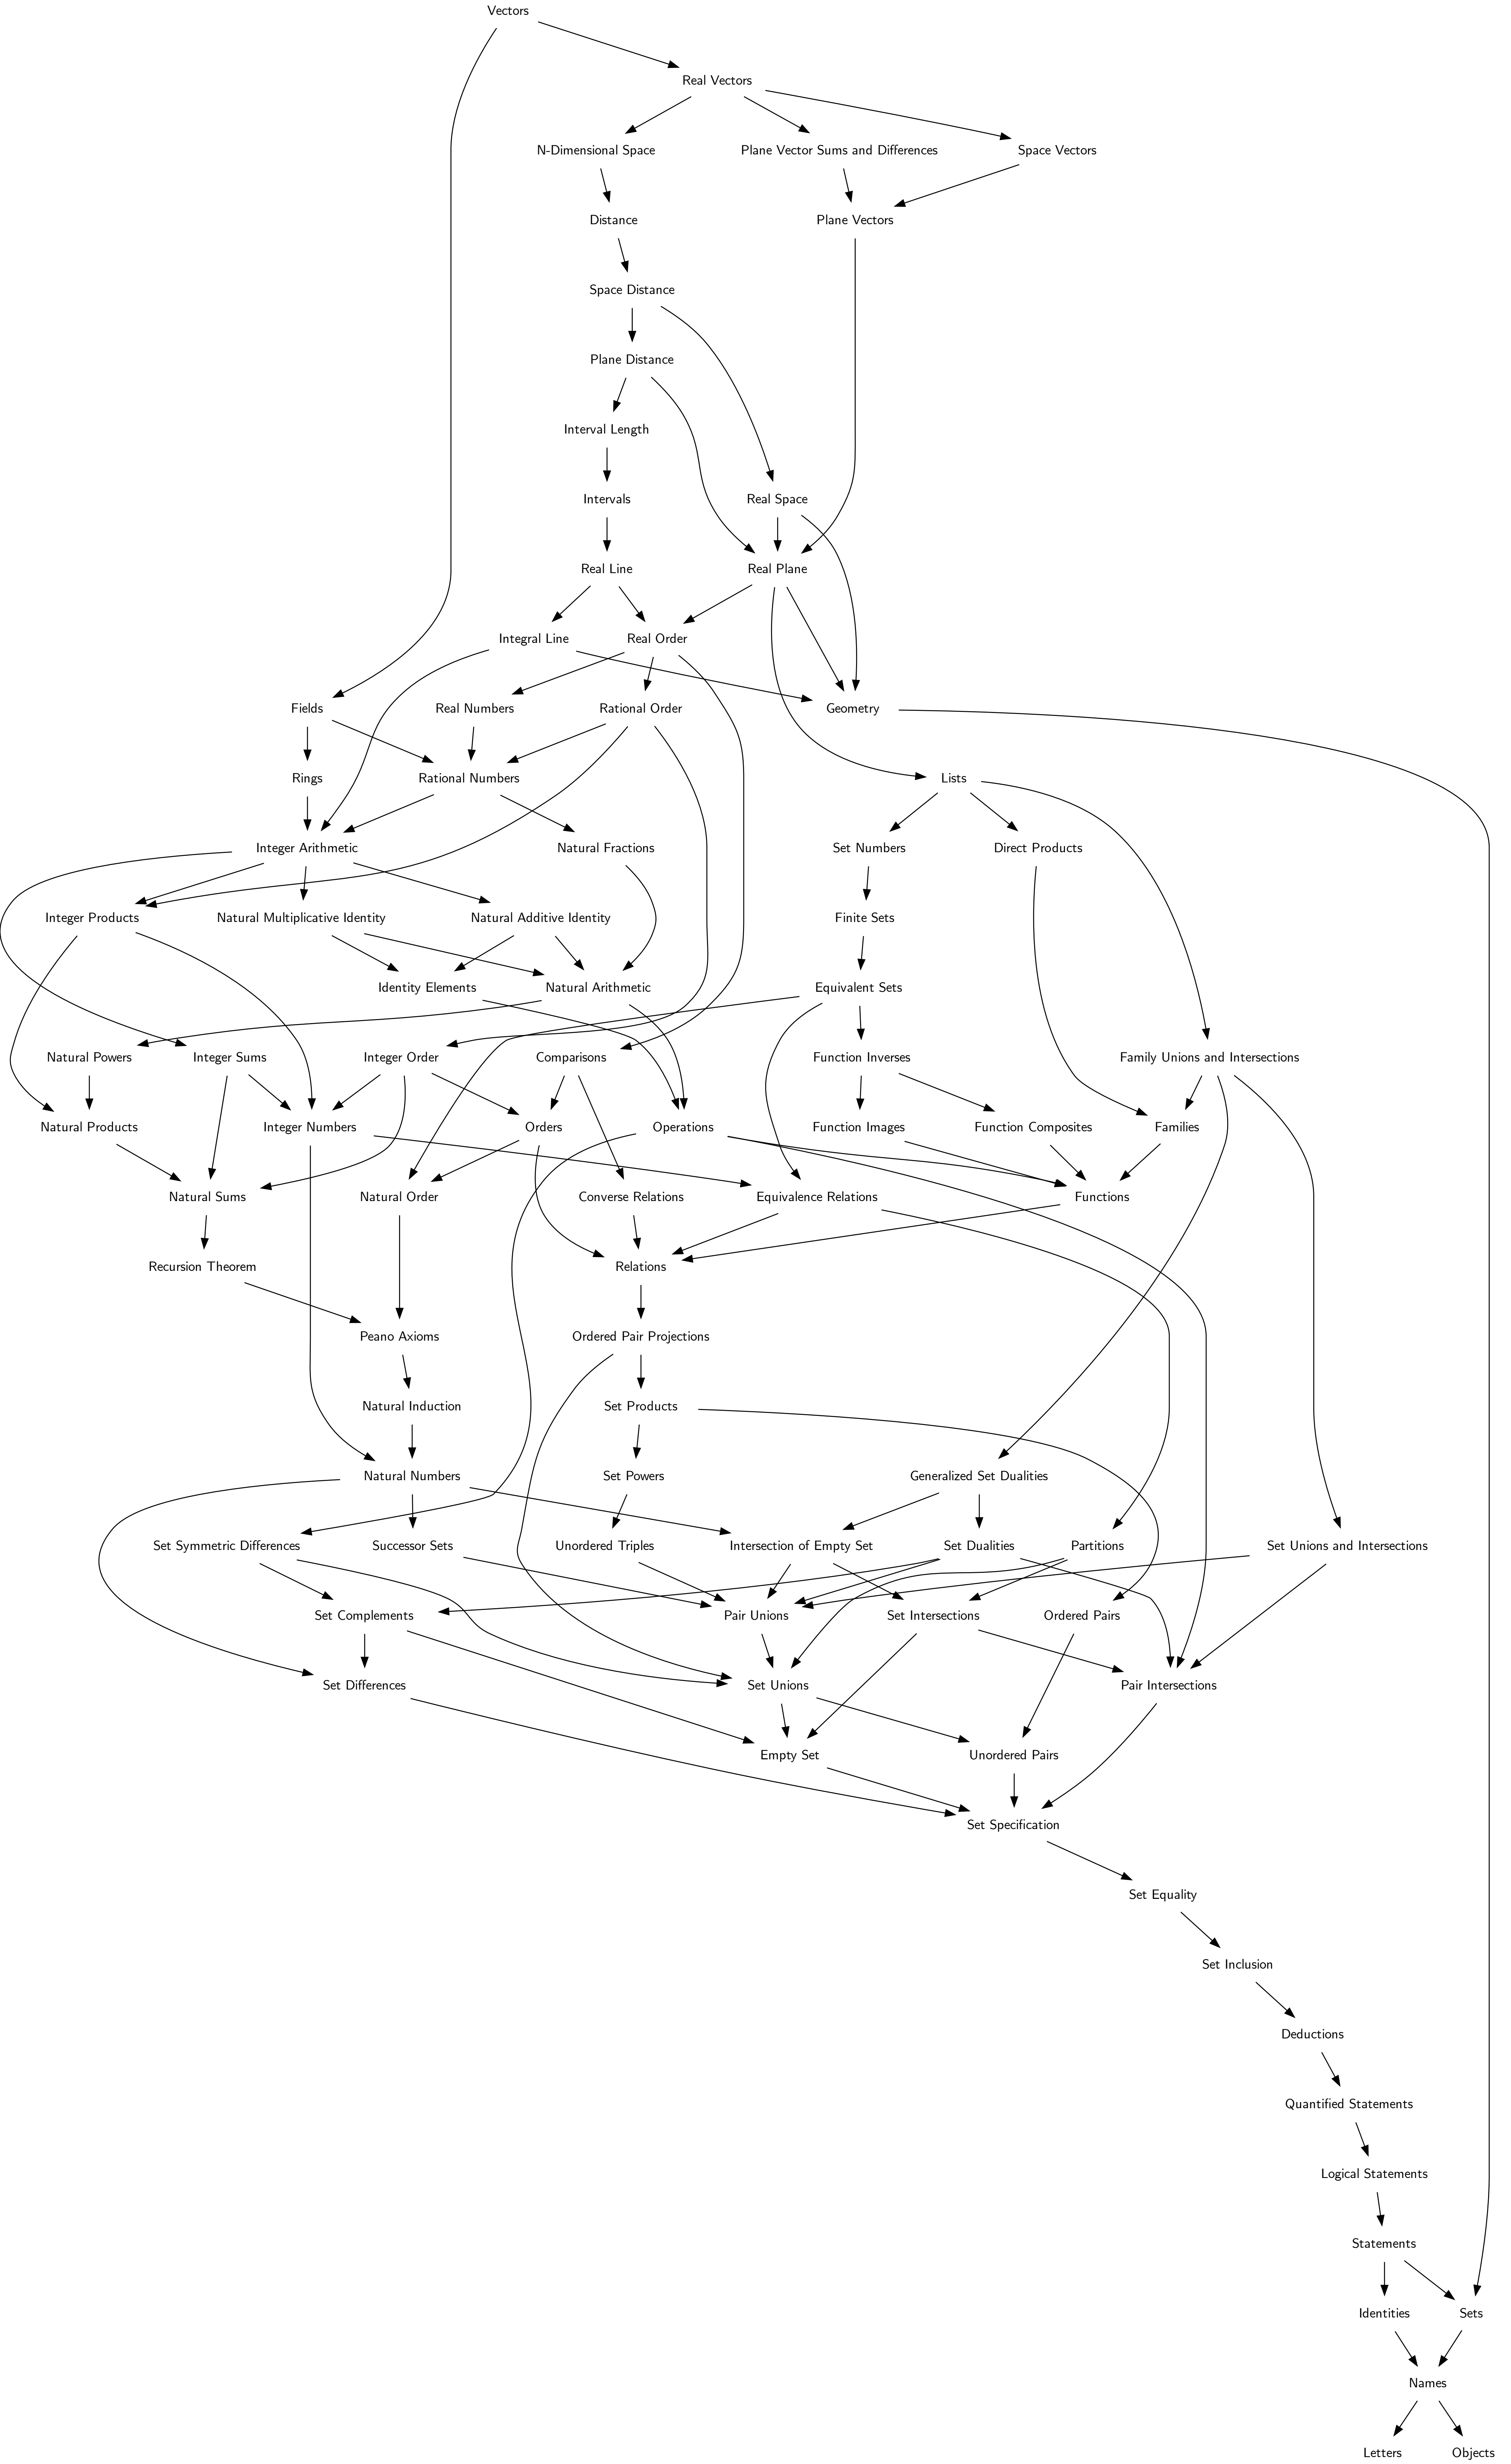 Vectors
Real Vectors
N-Dimensional Space
Plane Vector Sums and Differences
Space Vectors
Distance
Plane Vectors
Space Distance
Plane Distance
Interval Length
Intervals
Real Space
Real Line
Real Plane
Integral Line
Real Order
Fields
Real Numbers
Rational Order
Geometry
Rings
Rational Numbers
Lists
Integer Arithmetic
Natural Fractions
Set Numbers
Direct Products
Integer Products
Natural Multiplicative Identity
Natural Additive Identity
Finite Sets
Identity Elements
Natural Arithmetic
Equivalent Sets
Natural Powers
Integer Sums
Integer Order
Comparisons
Function Inverses
Family Unions and Intersections
Natural Products
Integer Numbers
Orders
Operations
Function Images
Function Composites
Families
Natural Sums
Natural Order
Converse Relations
Equivalence Relations
Functions
Recursion Theorem
Relations
Peano Axioms
Ordered Pair Projections
Natural Induction
Set Products
Natural Numbers
Set Powers
Generalized Set Dualities
Set Symmetric Differences
Successor Sets
Unordered Triples
Intersection of Empty Set
Set Dualities
Partitions
Set Unions and Intersections
Set Complements
Pair Unions
Set Intersections
Ordered Pairs
Set Differences
Set Unions
Pair Intersections
Empty Set
Unordered Pairs
Set Specification
Set Equality
Set Inclusion
Deductions
Quantified Statements
Logical Statements
Statements
Identities
Sets
Names
Letters
Objects